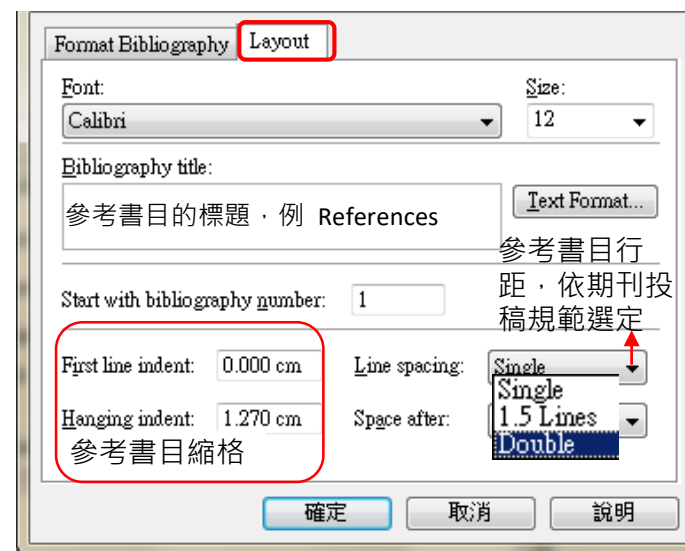 Format Bibliography Layout
Font: Size:
Calibri 12
Bibliography title:
參考書目的標題，例 References
Text Format...
參考書目行
距，依期刊投
稿規範選定
Start with bibliography number: 1
First line indent: 0.000 cm Line spacing: Single
Single
1.5 Lines
Double
Hanging indent: 1.270 cm Space after:
參考書目縮格
確定 取消 說明